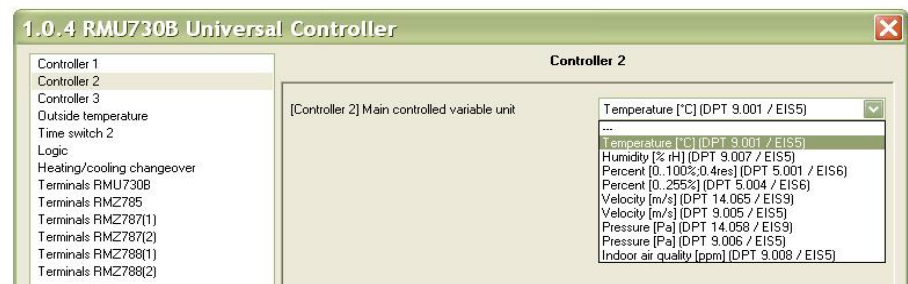 1.0.4 RMU730B Universal Controller
Controller 1
Controller 2
Controller 3
Outside temperature
Time switch 2
Logic
Heating/cooling changeover
Terminals RMU730B
Terminals RMZ785
Terminals RMZ787(1)
Terminals RMZ787(2)
Terminals RMZ788(1)
Terminals RMZ788(2)
Controller 2
[Controller 2] Main controlled variable unit
Temperature [°C] (DPT 9.001 / EIS5)
---
Temperature [°C] (DPT 9.001 / EIS5)
Humidity [% rH] (DPT 9.007 / EIS5)
Percent [0..100%;0.4res] (DPT 5.001 / EIS6)
Percent [0..255%] (DPT 5.004 / EIS6)
Velocity [m/s] (DPT 14.065 / EIS9)
Velocity [m/s] (DPT 9.005 / EIS5)
Pressure [Pa] (DPT 14.058 / EIS9)
Pressure [Pa] (DPT 9.006 / EIS5)
Indoor air quality [ppm] (DPT 9.008 / EIS5)